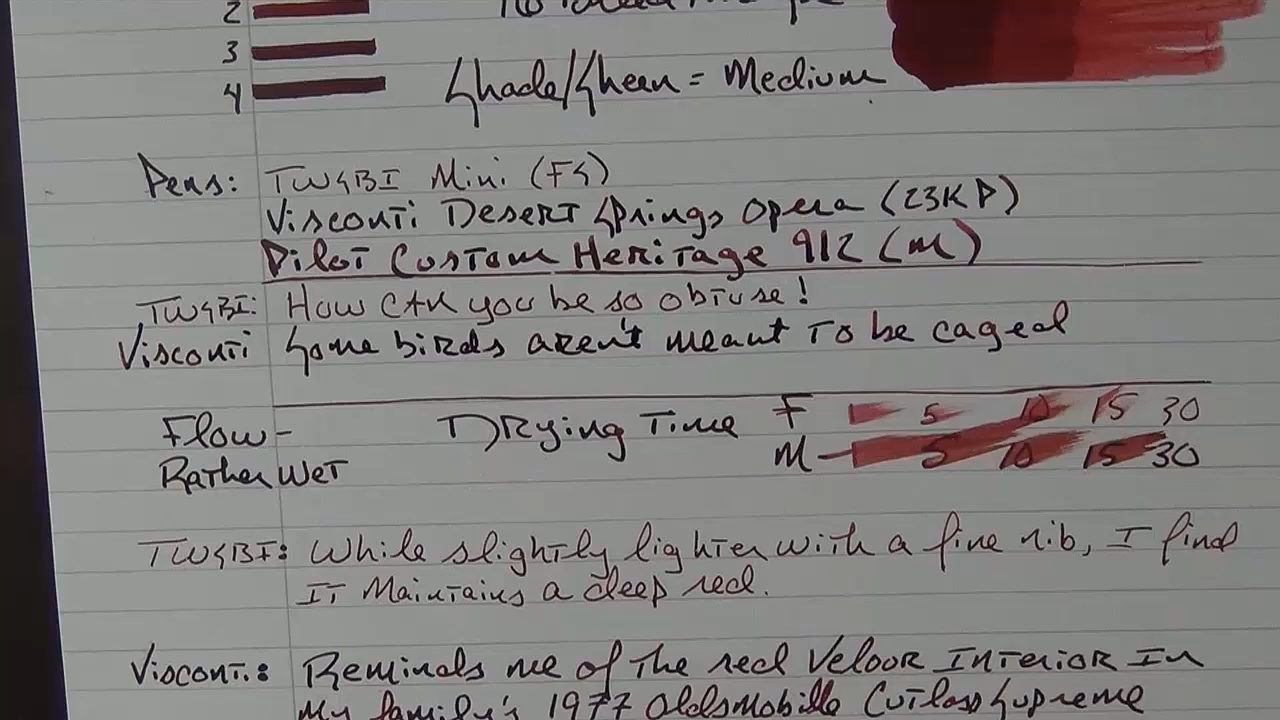 2
3
4
Shade/Sheen = Medium
Pens: TWSBI Mini (FS)
Visconti Desert Springs Opera (23KP)
Pilot Custom Heritage 912 (M)
TWSBI: How can you be so obtuse!
Visconti Some birds aren't meant to be caged
Flow - Drying Time F 5 10 15 30
Rather Wet M 5 10 15 30
TWSBI: While slightly lighter with a fine nib, I find
It maintains a deep red.
Visconti: Reminds me of the red Velour Interior In
My family's 1977 Oldsmobile Cutlass Supreme